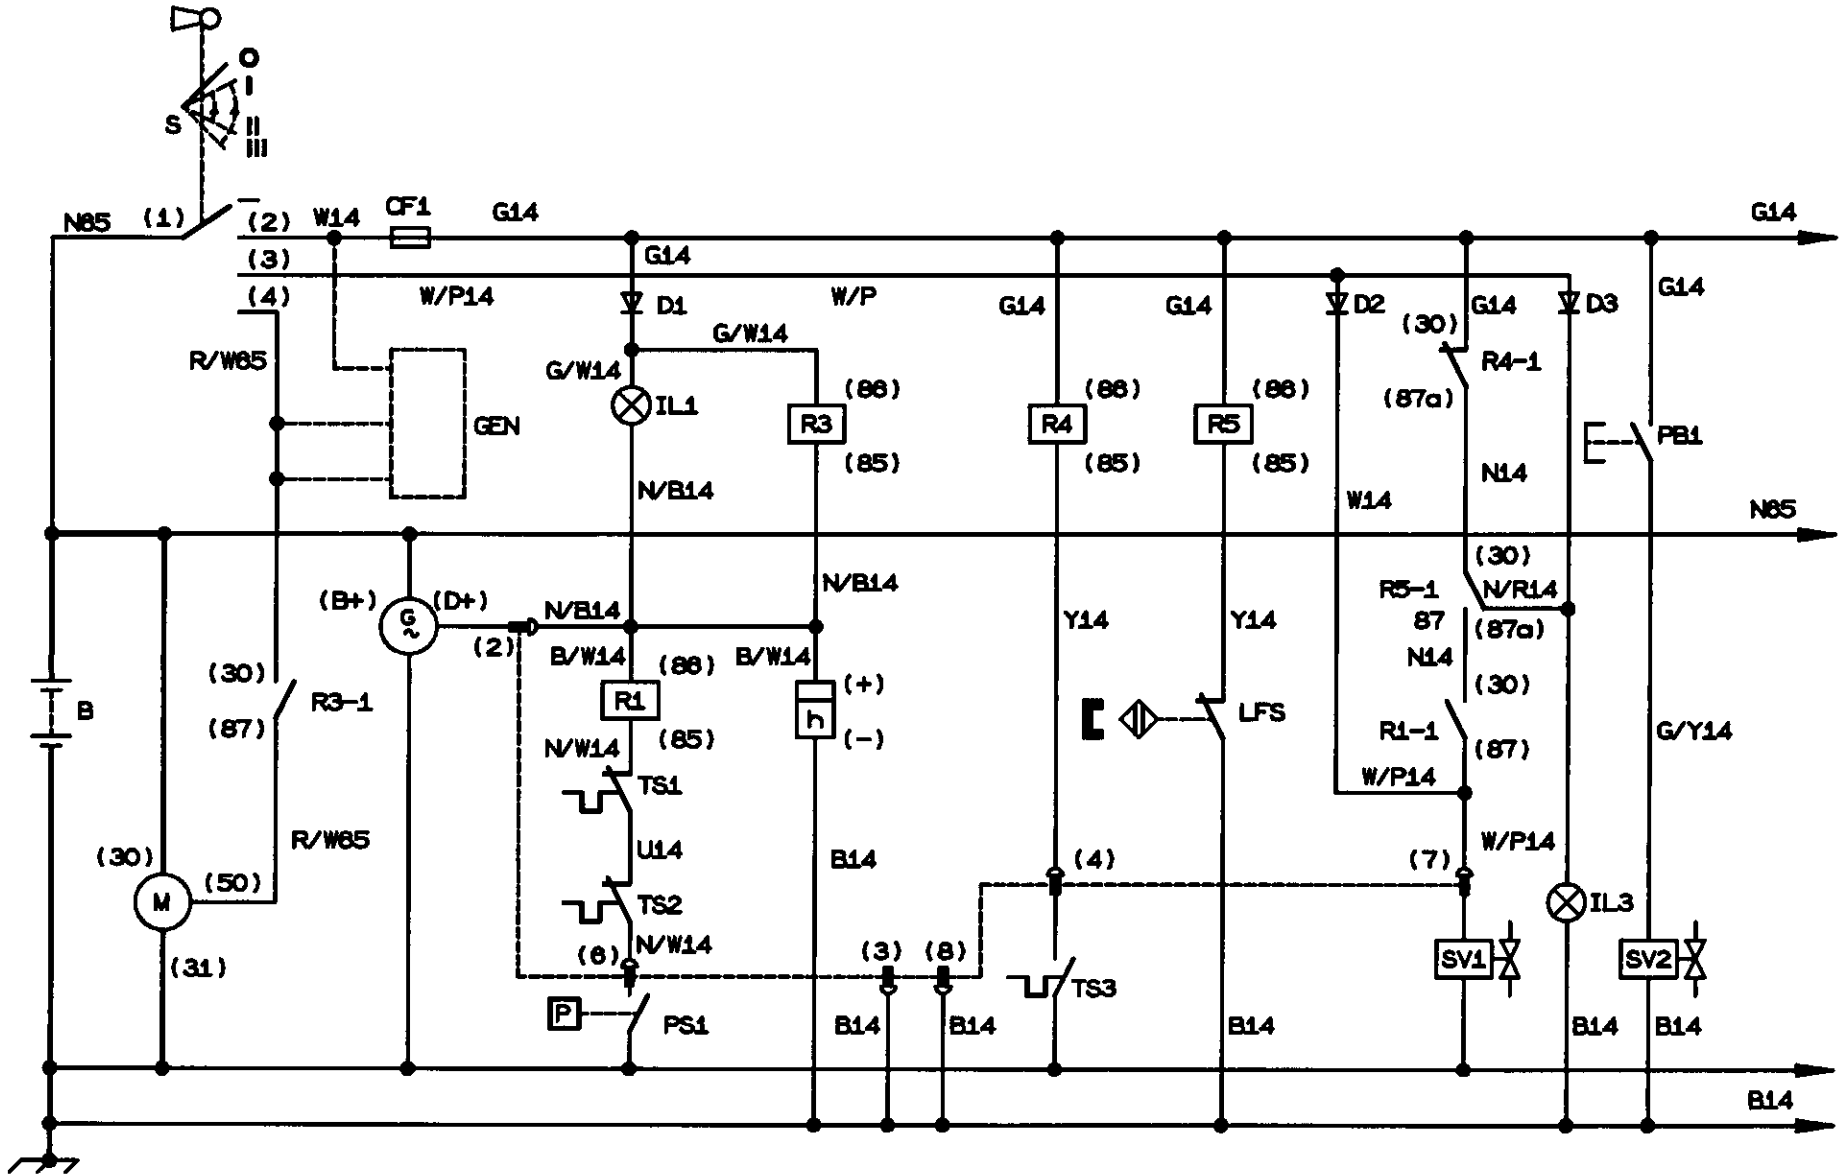 O
I
S
II
III
N65
(1)
(2)
W14
CF1
G14
G14
(3)
G14
(4)
W/P14
W/P
G14
D1
G14
G14
D2
G14
D3
G14
(30)
R/W65
G/W14
G/W14
R4-1
(86)
(86)
(86)
(87a)
IL1
GEN
R3
R4
R5
PB1
(85)
(85)
(85)
N14
N/B14
W14
N65
(30)
N/B14
R5-1
N/R14
(B+)
(D+)
N/B14
G
~
Y14
Y14
87
(87a)
(2)
B/W14
B/W14
N14
(30)
(86)
(+)
(30)
R3-1
R1
B
h
LFS
(87)
(85)
(-)
R1-1
(87)
G/Y14
N/W14
W/P14
TS1
R/W65
W/P14
U14
B14
(4)
(7)
(30)
(50)
M
TS2
IL3
N/W14
(6)
(3)
(8)
SV1
SV2
(31)
TS3
P
PS1
B14
B14
B14
B14
B14
B14